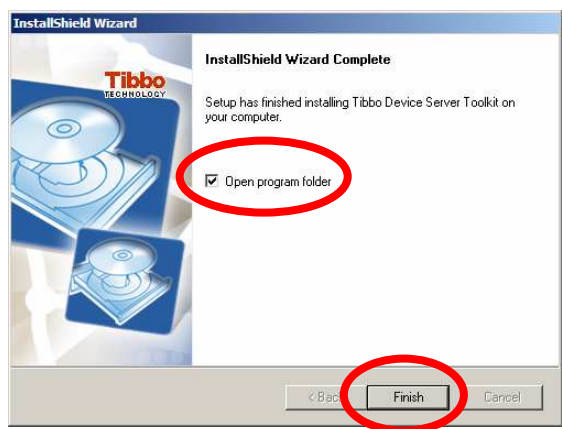 InstallShield Wizard
Tibbo
TECHNOLOGY
InstallShield Wizard Complete
Setup has finished installing Tibbo Device Server Toolkit on
your computer.
Open program folder
< Back
Finish
Cancel